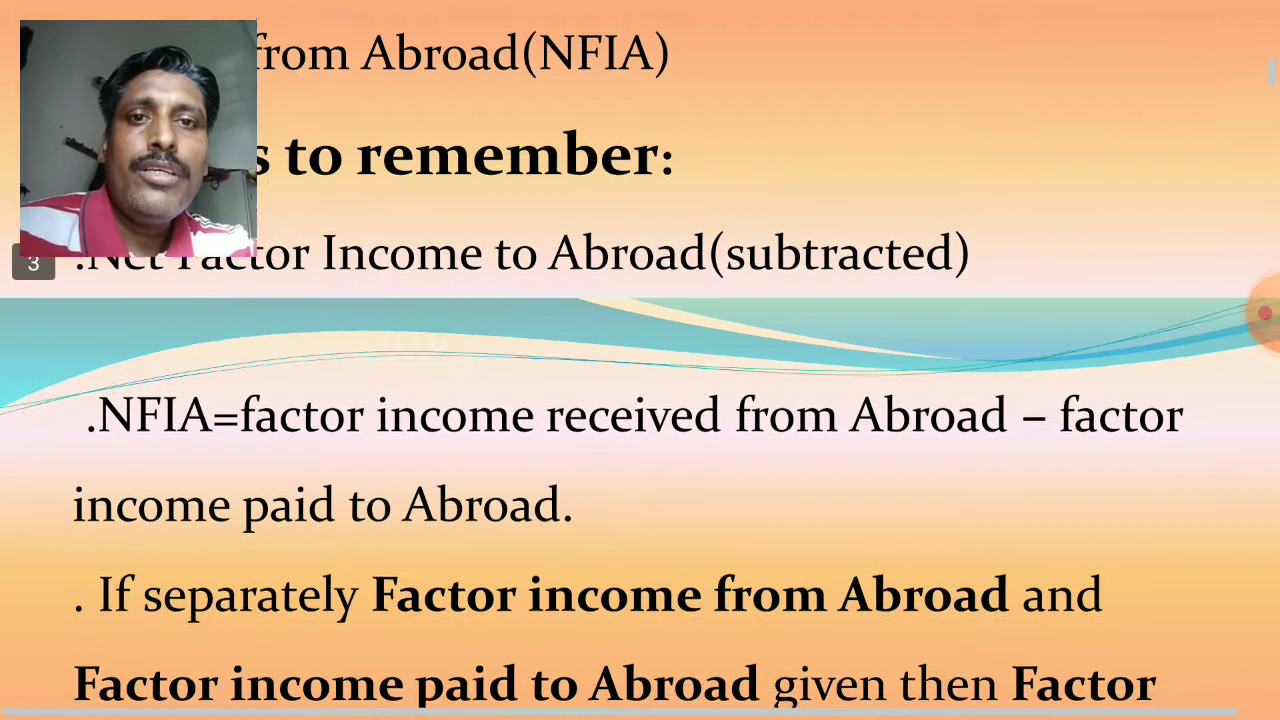 from Abroad(NFIA)
s to remember:
.Net Factor Income to Abroad(subtracted)
3
.NFIA=factor income received from Abroad – factor
income paid to Abroad.
. If separately Factor income from Abroad and
Factor income paid to Abroad given then Factor